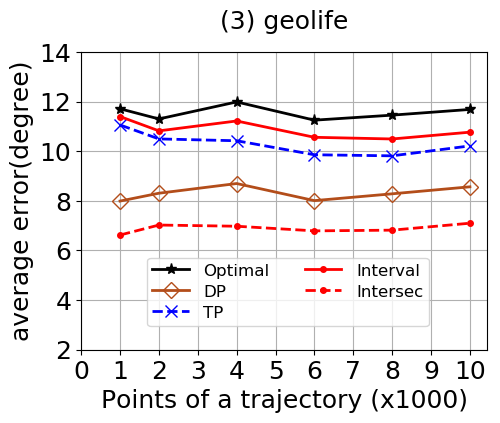 (3) geolife
average error(degree)
14
12
10
8
6
4
2
Optimal
DP
TP
Interval
Intersec
0 1 2 3 4 5 6 7 8 9 10
Points of a trajectory (x1000)